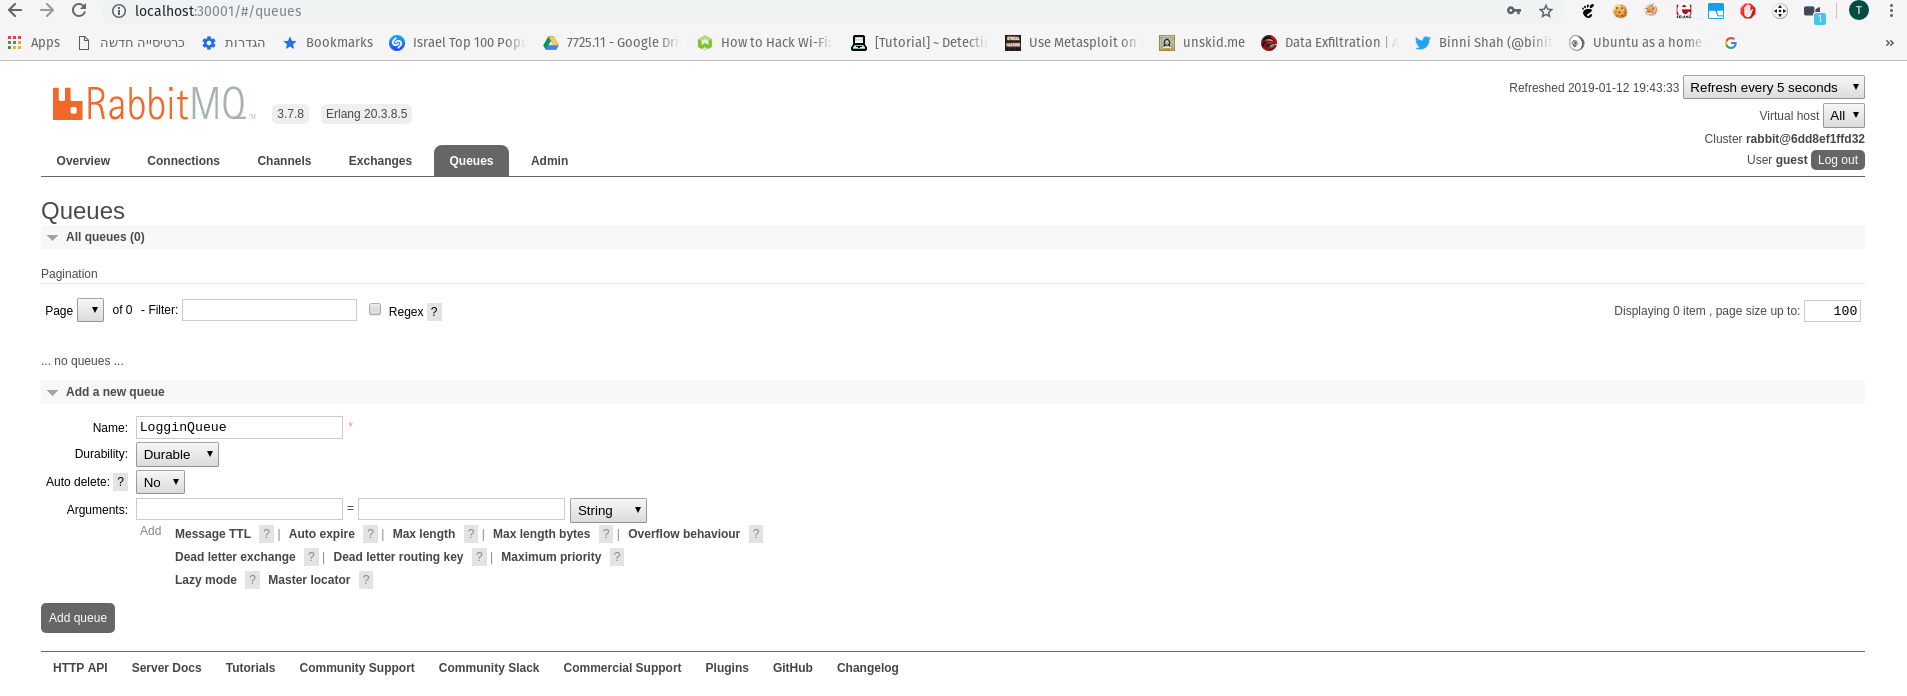 localhost:30001/#/queues
Apps כרטיסייה חדשה הגדרות Bookmarks Israel Top 100 Popu 7725.11 - Google Dri How to Hack Wi-Fi: [Tutorial] ~ Detectin Use Metasploit on unskid.me Data Exfiltration | A Binni Shah (@binit Ubuntu as a home »
RabbitMQ TM 3.7.8 Erlang 20.3.8.5
Refreshed 2019-01-12 19:43:33 Refresh every 5 seconds
Virtual host All
Cluster rabbit@6dd8ef1ffd32
User guest Log out
Overview Connections Channels Exchanges Queues Admin
Queues
All queues (0)
Pagination
Page of 0 - Filter: Regex ? Displaying 0 item , page size up to: 100
... no queues ...
Add a new queue
Name: LogginQueue *
Durability: Durable
Auto delete: ? No
Arguments: = String
Add Message TTL ? | Auto expire ? | Max length ? | Max length bytes ? | Overflow behaviour ?
Dead letter exchange ? | Dead letter routing key ? | Maximum priority ?
Lazy mode ? Master locator ?
Add queue
HTTP API Server Docs Tutorials Community Support Community Slack Commercial Support Plugins GitHub Changelog